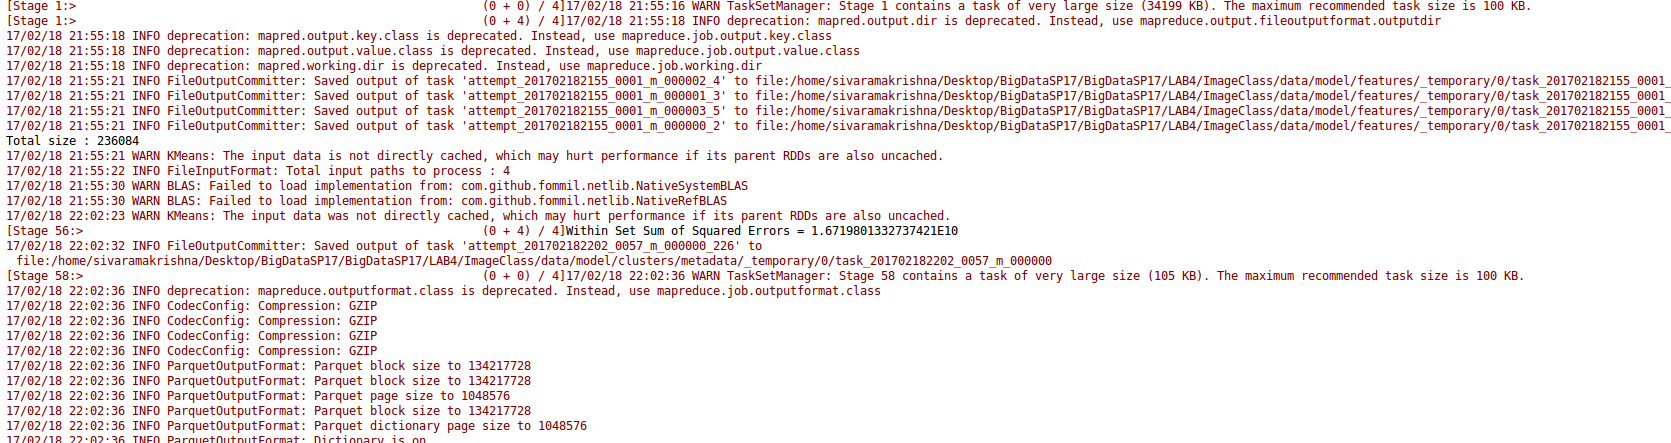 [Stage 1:> (0 + 0) / 4]17/02/18 21:55:16 WARN TaskSetManager: Stage 1 contains a task of very large size (34199 KB). The maximum recommended task size is 100 KB.
[Stage 1:> (0 + 4) / 4]17/02/18 21:55:18 INFO deprecation: mapred.output.dir is deprecated. Instead, use mapreduce.output.fileoutputformat.outputdir
17/02/18 21:55:18 INFO deprecation: mapred.output.key.class is deprecated. Instead, use mapreduce.job.output.key.class
17/02/18 21:55:18 INFO deprecation: mapred.output.value.class is deprecated. Instead, use mapreduce.job.output.value.class
17/02/18 21:55:18 INFO deprecation: mapred.working.dir is deprecated. Instead, use mapreduce.job.working.dir
17/02/18 21:55:21 INFO FileOutputCommitter: Saved output of task 'attempt_201702182155_0001_m_000002_4' to file:/home/sivaramakrishna/Desktop/BigDataSP17/BigDataSP17/LAB4/ImageClass/data/model/features/_temporary/0/task_201702182155_0001_
17/02/18 21:55:21 INFO FileOutputCommitter: Saved output of task 'attempt_201702182155_0001_m_000001_3' to file:/home/sivaramakrishna/Desktop/BigDataSP17/BigDataSP17/LAB4/ImageClass/data/model/features/_temporary/0/task_201702182155_0001_
17/02/18 21:55:21 INFO FileOutputCommitter: Saved output of task 'attempt_201702182155_0001_m_000003_5' to file:/home/sivaramakrishna/Desktop/BigDataSP17/BigDataSP17/LAB4/ImageClass/data/model/features/_temporary/0/task_201702182155_0001_
17/02/18 21:55:21 INFO FileOutputCommitter: Saved output of task 'attempt_201702182155_0001_m_000000_2' to file:/home/sivaramakrishna/Desktop/BigDataSP17/BigDataSP17/LAB4/ImageClass/data/model/features/_temporary/0/task_201702182155_0001_
Total size : 236084
17/02/18 21:55:21 WARN KMeans: The input data is not directly cached, which may hurt performance if its parent RDDs are also uncached.
17/02/18 21:55:22 INFO FileInputFormat: Total input paths to process : 4
17/02/18 21:55:30 WARN BLAS: Failed to load implementation from: com.github.fommil.netlib.NativeSystemBLAS
17/02/18 21:55:30 WARN BLAS: Failed to load implementation from: com.github.fommil.netlib.NativeRefBLAS
17/02/18 22:02:23 WARN KMeans: The input data was not directly cached, which may hurt performance if its parent RDDs are also uncached.
[Stage 56:> (0 + 4) / 4]Within Set Sum of Squared Errors = 1.6719801332737421E10
17/02/18 22:02:32 INFO FileOutputCommitter: Saved output of task 'attempt_201702182202_0057_m_000000_226' to
file:/home/sivaramakrishna/Desktop/BigDataSP17/BigDataSP17/LAB4/ImageClass/data/model/clusters/metadata/_temporary/0/task_201702182202_0057_m_000000
[Stage 58:> (0 + 0) / 4]17/02/18 22:02:36 WARN TaskSetManager: Stage 58 contains a task of very large size (105 KB). The maximum recommended task size is 100 KB.
17/02/18 22:02:36 INFO deprecation: mapreduce.outputformat.class is deprecated. Instead, use mapreduce.job.outputformat.class
17/02/18 22:02:36 INFO CodecConfig: Compression: GZIP
17/02/18 22:02:36 INFO CodecConfig: Compression: GZIP
17/02/18 22:02:36 INFO CodecConfig: Compression: GZIP
17/02/18 22:02:36 INFO CodecConfig: Compression: GZIP
17/02/18 22:02:36 INFO ParquetOutputFormat: Parquet block size to 134217728
17/02/18 22:02:36 INFO ParquetOutputFormat: Parquet block size to 134217728
17/02/18 22:02:36 INFO ParquetOutputFormat: Parquet page size to 1048576
17/02/18 22:02:36 INFO ParquetOutputFormat: Parquet block size to 134217728
17/02/18 22:02:36 INFO ParquetOutputFormat: Parquet dictionary page size to 1048576
17/02/18 22:02:36 INFO ParquetOutputFormat: Dictionary is on